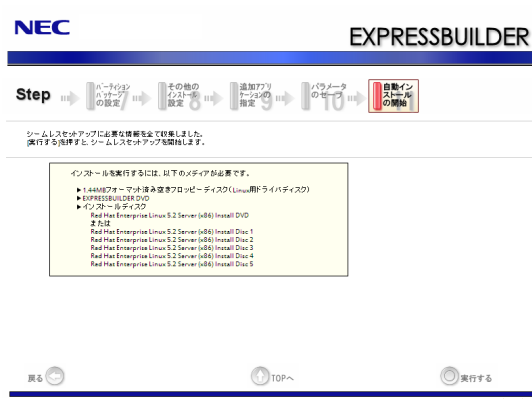 NEC
EXPRESSBUILDER
Step
パーティション
パッケージ
の設定
7
その他の
インストール
設定
8
追加アプリ
ケーションの
指定
9
パラメータ
のセーブ
10
自動イン
ストール
の開始
11
シームレスセットアップに必要な情報を全て収集しました。
[実行する]を押すと、シームレスセットアップを開始します。
インストールを実行するには、以下のメディアが必要です。
▶1.44MBフォーマット済み空きフロッピーディスク(Linux用ドライバディスク)
▶EXPRESSBUILDER DVD
▶インストールディスク
Red Hat Enterprise Linux 5.2 Server (x86) Install DVD
または
Red Hat Enterprise Linux 5.2 Server (x86) Install Disc 1
Red Hat Enterprise Linux 5.2 Server (x86) Install Disc 2
Red Hat Enterprise Linux 5.2 Server (x86) Install Disc 3
Red Hat Enterprise Linux 5.2 Server (x86) Install Disc 4
Red Hat Enterprise Linux 5.2 Server (x86) Install Disc 5
戻る
TOPへ
実行する